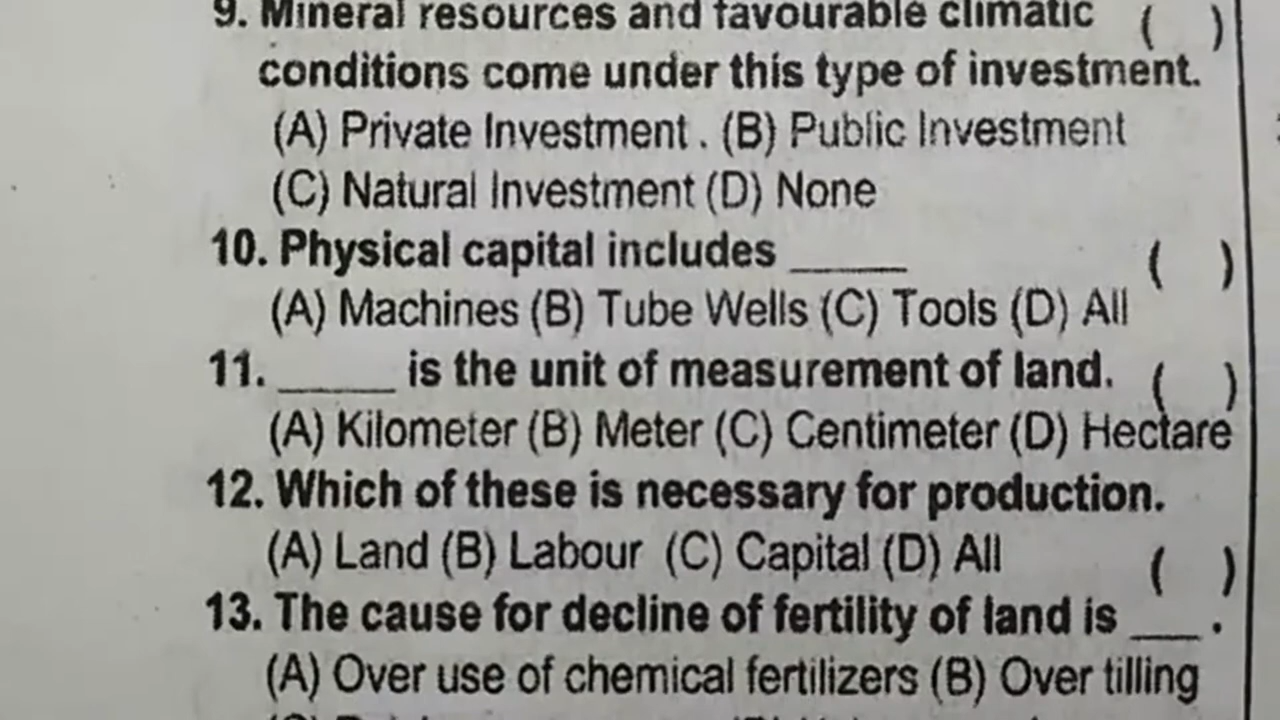 9. Mineral resources and favourable climatic ( )
conditions come under this type of investment.
(A) Private Investment . (B) Public Investment
(C) Natural Investment (D) None
10. Physical capital includes _____ ( )
(A) Machines (B) Tube Wells (C) Tools (D) All
11. _____ is the unit of measurement of land. ( )
(A) Kilometer (B) Meter (C) Centimeter (D) Hectare
12. Which of these is necessary for production.
(A) Land (B) Labour (C) Capital (D) All ( )
13. The cause for decline of fertility of land is ___ .
(A) Over use of chemical fertilizers (B) Over tilling